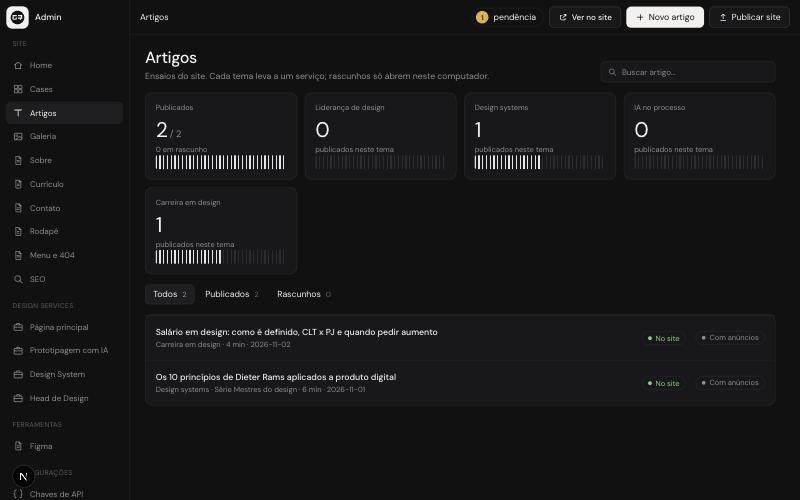 Admin
Artigos
1 pendência
Ver no site
Novo artigo
Publicar site
SITE
Home
Cases
Artigos
Galeria
Sobre
Currículo
Contato
Rodapé
Menu e 404
SEO
DESIGN SERVICES
Página principal
Prototipagem com IA
Design System
Head de Design
FERRAMENTAS
Figma
GURAÇÕES
Chaves de API
N
Artigos
Ensaios do site. Cada tema leva a um serviço; rascunhos só abrem neste computador.
Buscar artigo…
Publicados
2 / 2
0 em rascunho
Liderança de design
0
publicados neste tema
Design systems
1
publicados neste tema
IA no processo
0
publicados neste tema
Carreira em design
1
publicados neste tema
Todos 2
Publicados 2
Rascunhos 0
Salário em design: como é definido, CLT x PJ e quando pedir aumento
Carreira em design · 4 min · 2026-11-02
No site
Com anúncios
Os 10 princípios de Dieter Rams aplicados a produto digital
Design systems · Série Mestres do design · 6 min · 2026-11-01
No site
Com anúncios